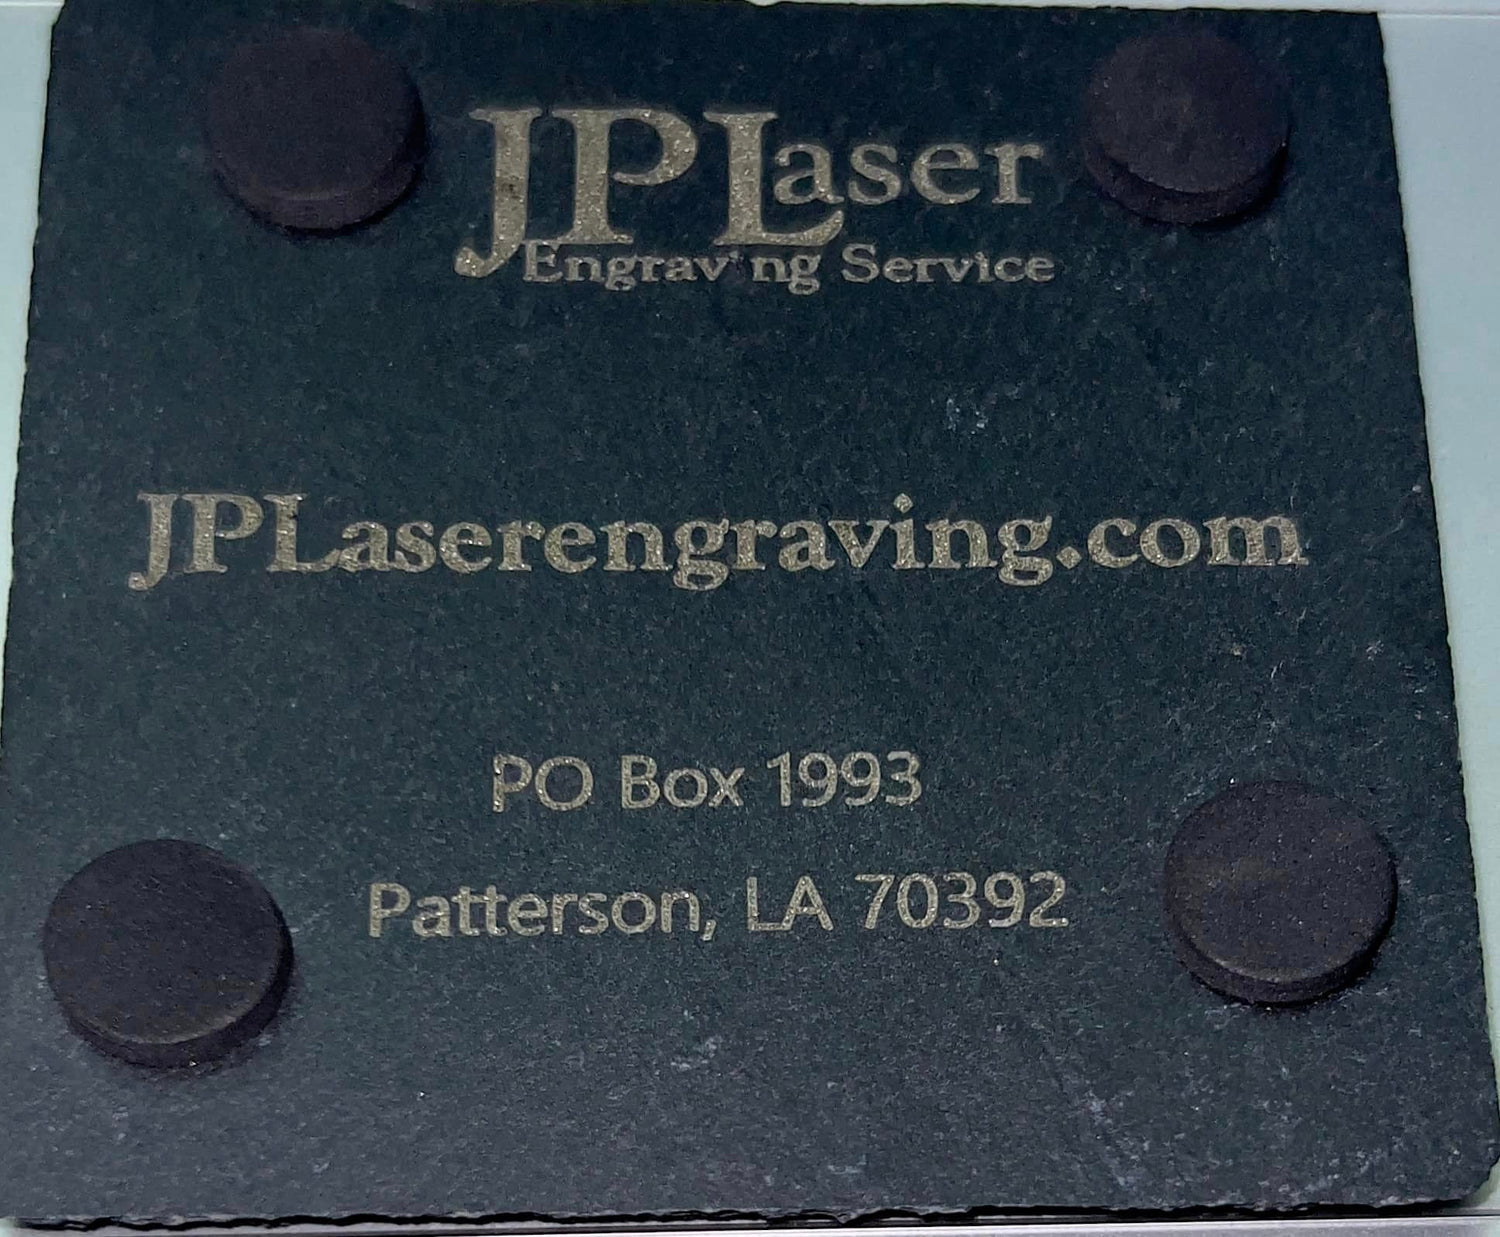 JPLaser
Engraving Service
JPLaserengraving.com
PO Box 1993
Patterson, LA 70392